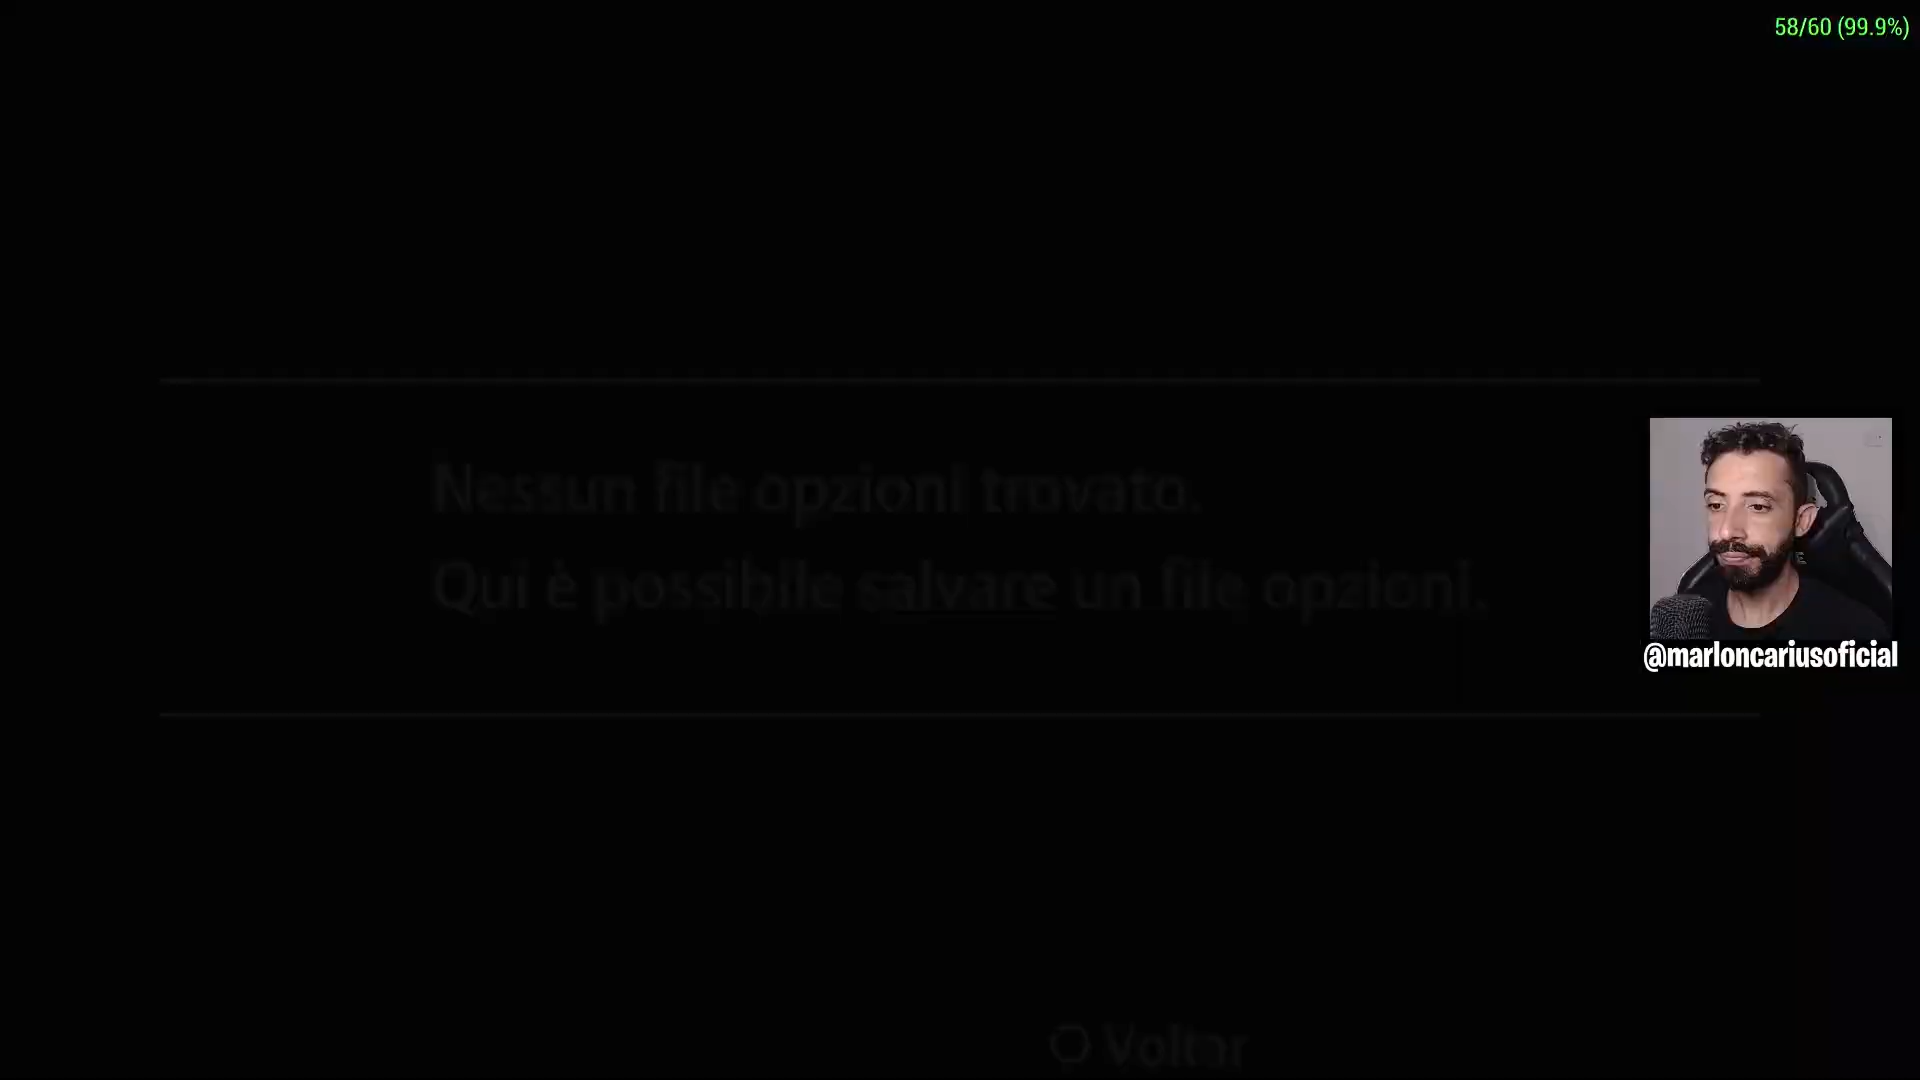 58/60 (99.9%)
Nessun file opzioni trovato.
Qui è possibile salvare un file opzioni.
@marloncariusoficial
Voltar